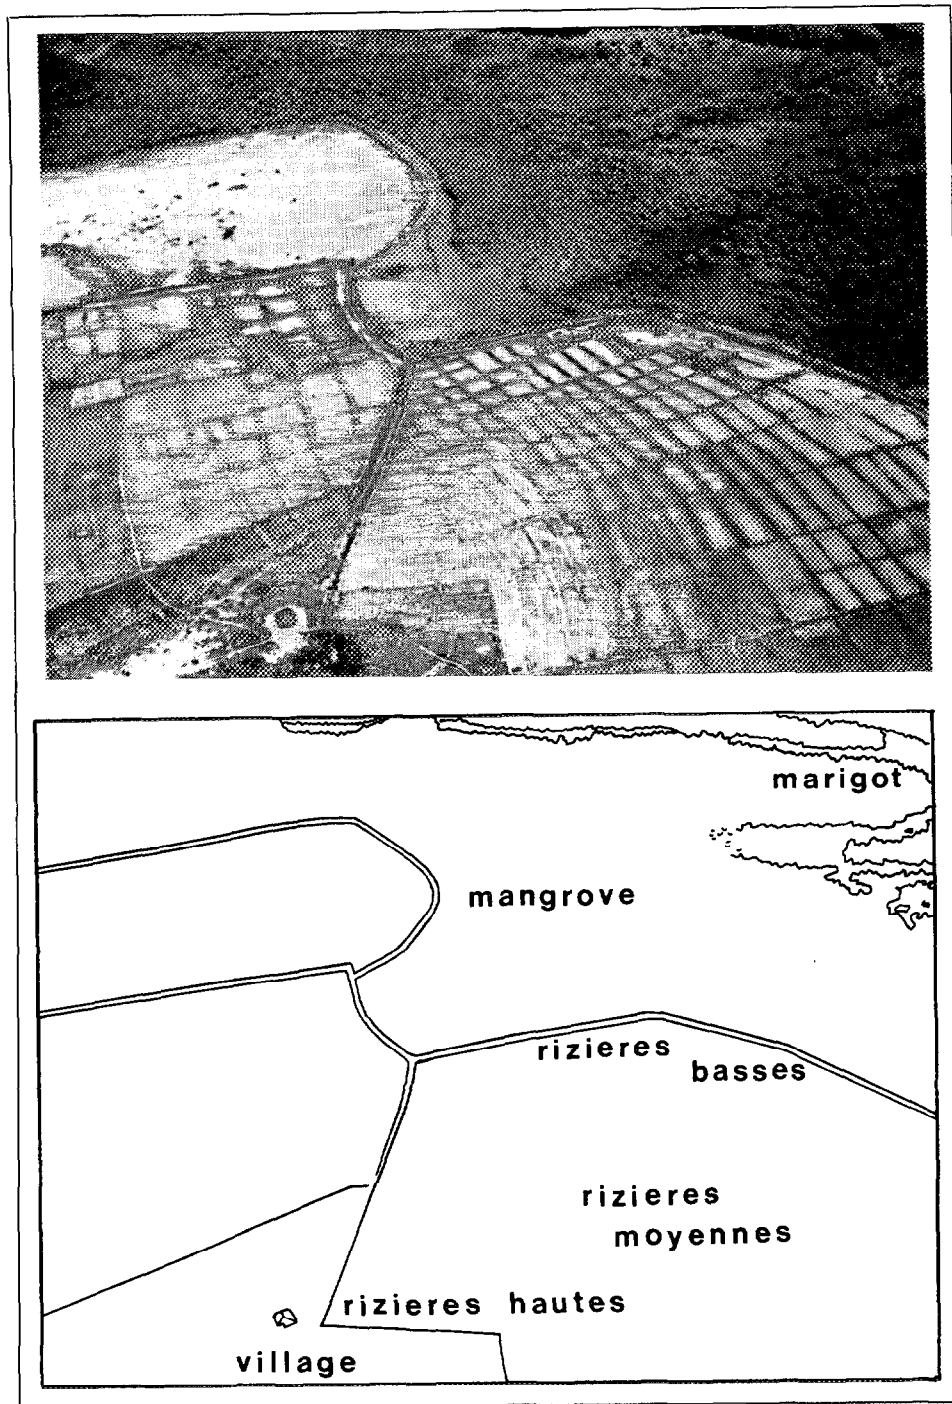 marigot
mangrove
rizieres
basses
rizieres
moyennes
rizieres hautes
village